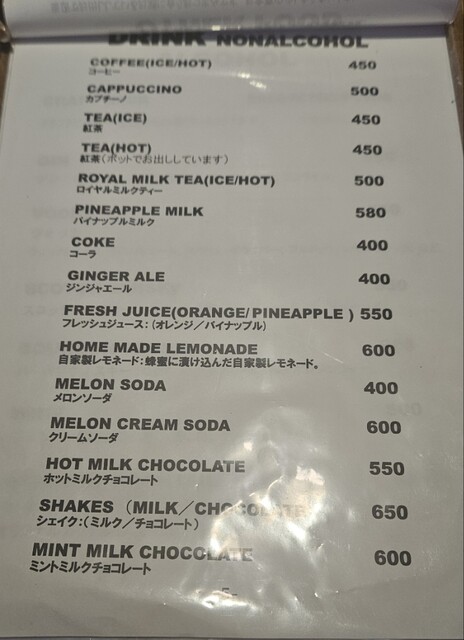 DRINK NONALCOHOL
COFFEE(ICE/HOT) 450
コーヒー
CAPPUCCINO 500
カプチーノ
TEA(ICE) 450
紅茶
TEA(HOT) 450
紅茶(ポットでお出ししています)
ROYAL MILK TEA(ICE/HOT) 500
ロイヤルミルクティー
PINEAPPLE MILK 580
パイナップルミルク
COKE 400
コーラ
GINGER ALE 400
ジンジャエール
FRESH JUICE(ORANGE/PINEAPPLE ) 550
フレッシュジュース:(オレンジ/パイナップル)
HOME MADE LEMONADE 600
自家製レモネード:蜂蜜に漬け込んだ自家製レモネード。
MELON SODA 400
メロンソーダ
MELON CREAM SODA 600
クリームソーダ
HOT MILK CHOCOLATE 550
ホットミルクチョコレート
SHAKES (MILK/CHOCOLATE 650
シェイク:(ミルク/チョコレート)
MINT MILK CHOCOLATE 600
ミントミルクチョコレート
-5-